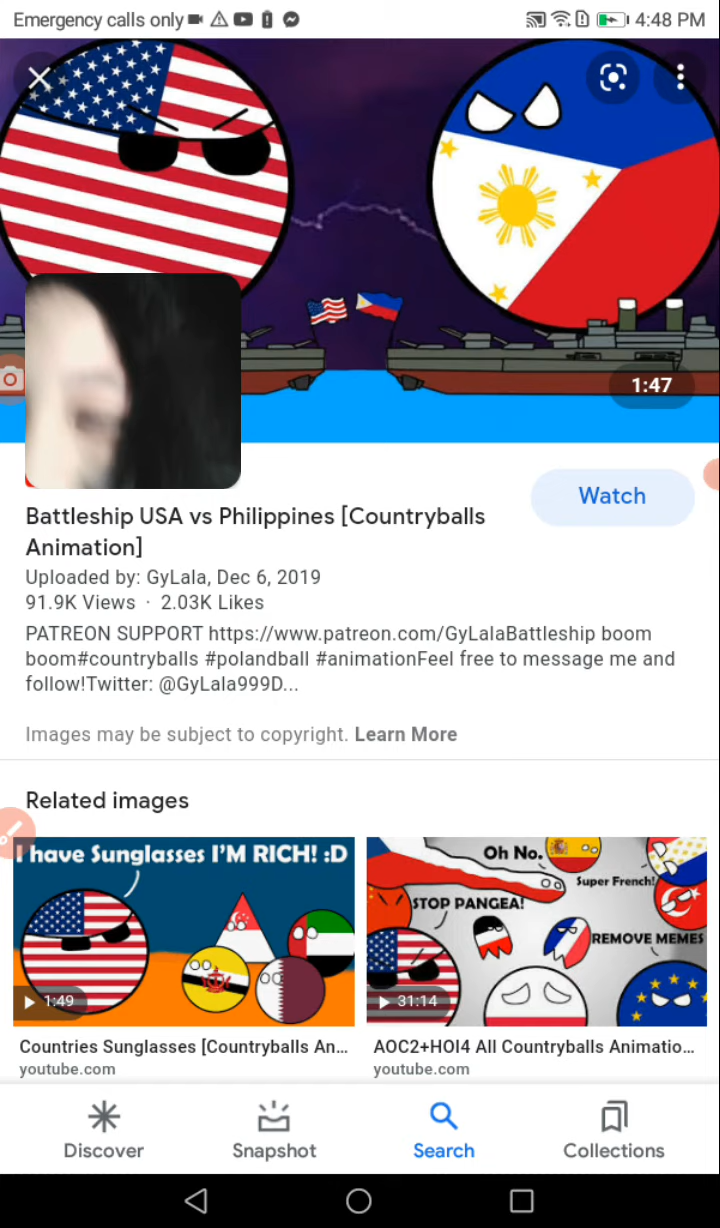 Emergency calls only
4:48 PM
1:47
Battleship USA vs Philippines [Countryballs
Animation]
Watch
Uploaded by: GyLala, Dec 6, 2019
91.9K Views · 2.03K Likes
PATREON SUPPORT https://www.patreon.com/GyLalaBattleship boom
boom#countryballs #polandball #animationFeel free to message me and
follow!Twitter: @GyLala999D...
Images may be subject to copyright. Learn More
Related images
I have Sunglasses I'M RICH! :D
1:49
Countries Sunglasses [Countryballs An...
youtube.com
Oh No.
Super French!
STOP PANGEA!
REMOVE MEMES
31:14
AOC2+HOI4 All Countryballs Animatio...
youtube.com
Discover
Snapshot
Search
Collections